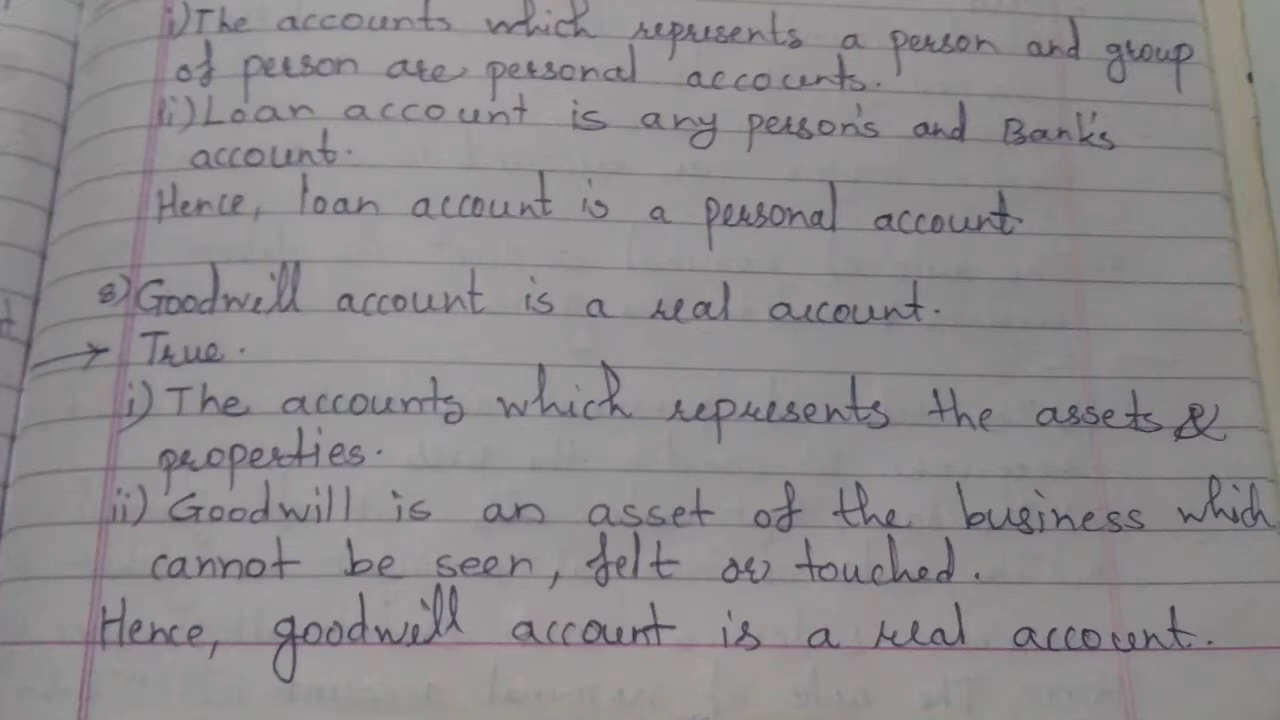 i) The accounts which represents a person and group
of person are personal accounts.
ii) Loan account is any person's and Bank's
account.
Hence, loan account is a personal account.
8) Goodwill account is a real account.
→ True.
i) The accounts which represents the assets &
properties.
ii) Goodwill is an asset of the business which
cannot be seen, felt or touched.
Hence, goodwill account is a real account.